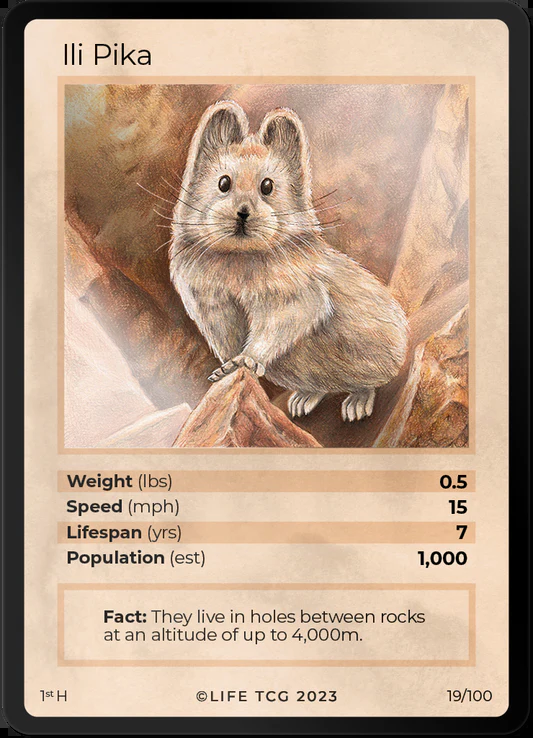 Ili Pika
Weight (lbs) 0.5
Speed (mph) 15
Lifespan (yrs) 7
Population (est) 1,000
Fact: They live in holes between rocks
at an altitude of up to 4,000m.
1st H ©LIFE TCG 2023 19/100